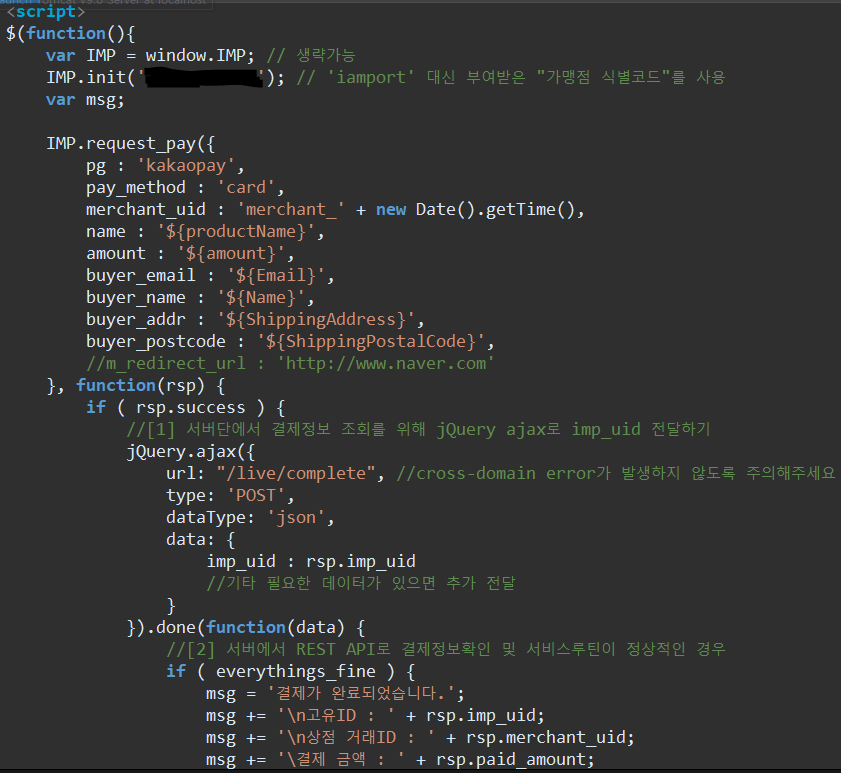 <script>
$(function(){
var IMP = window.IMP; // 생략가능
IMP.init(' '); // 'iamport' 대신 부여받은 "가맹점 식별코드"를 사용
var msg;
IMP.request_pay({
pg : 'kakaopay',
pay_method : 'card',
merchant_uid : 'merchant_' + new Date().getTime(),
name : '${productName}',
amount : '${amount}',
buyer_email : '${Email}',
buyer_name : '${Name}',
buyer_addr : '${ShippingAddress}',
buyer_postcode : '${ShippingPostalCode}',
//m_redirect_url : 'http://www.naver.com'
}, function(rsp) {
if ( rsp.success ) {
//[1] 서버단에서 결제정보 조회를 위해 jQuery ajax로 imp_uid 전달하기
jQuery.ajax({
url: "/live/complete", //cross-domain error가 발생하지 않도록 주의해주세요
type: 'POST',
dataType: 'json',
data: {
imp_uid : rsp.imp_uid
//기타 필요한 데이터가 있으면 추가 전달
}
}).done(function(data) {
//[2] 서버에서 REST API로 결제정보확인 및 서비스루틴이 정상적인 경우
if ( everythings_fine ) {
msg = '결제가 완료되었습니다.';
msg += '\n고유ID : ' + rsp.imp_uid;
msg += '\n상점 거래ID : ' + rsp.merchant_uid;
msg += '\결제 금액 : ' + rsp.paid_amount;